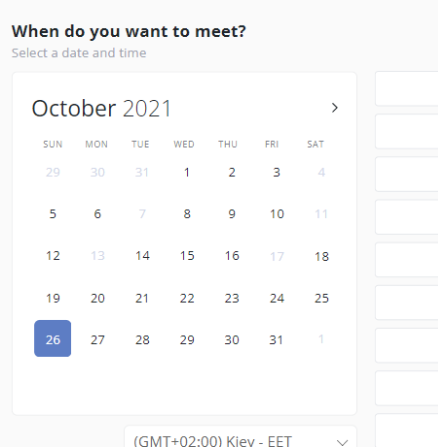 When do you want to meet?
Select a date and time
October 2021
SUN MON TUE WED THU FRI SAT
29 30 31 1 2 3 4
5 6 7 8 9 10 11
12 13 14 15 16 17 18
19 20 21 22 23 24 25
26 27 28 29 30 31 1
(GMT+02:00) Kiev - EET